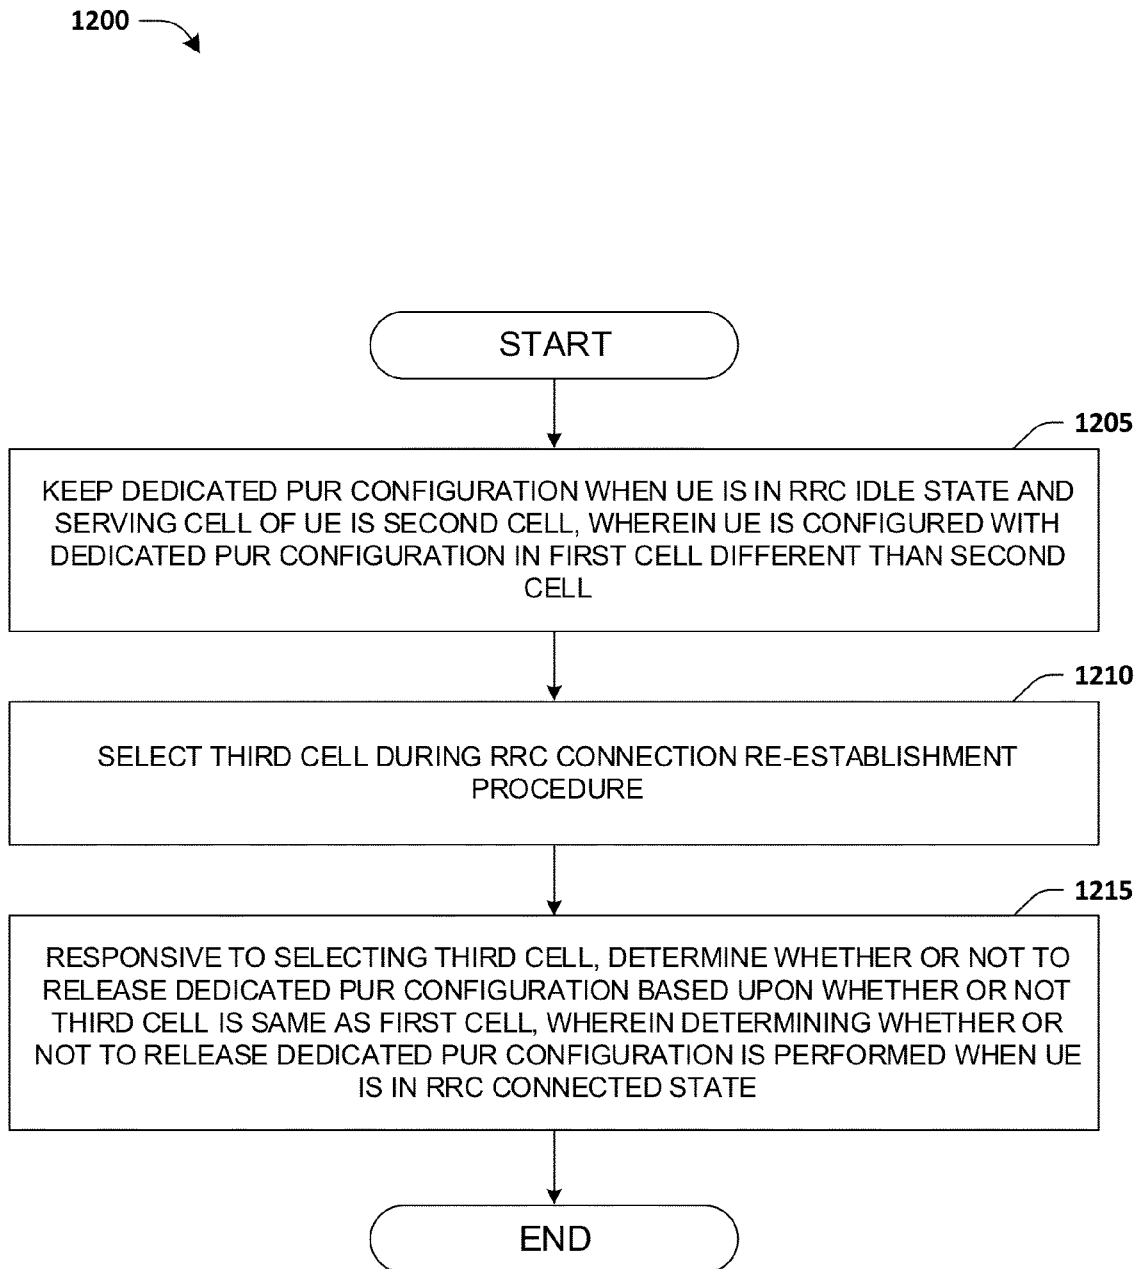 1200
START
1205
KEEP DEDICATED PUR CONFIGURATION WHEN UE IS IN RRC IDLE STATE AND
SERVING CELL OF UE IS SECOND CELL, WHEREIN UE IS CONFIGURED WITH
DEDICATED PUR CONFIGURATION IN FIRST CELL DIFFERENT THAN SECOND
CELL
1210
SELECT THIRD CELL DURING RRC CONNECTION RE-ESTABLISHMENT
PROCEDURE
1215
RESPONSIVE TO SELECTING THIRD CELL, DETERMINE WHETHER OR NOT TO
RELEASE DEDICATED PUR CONFIGURATION BASED UPON WHETHER OR NOT
THIRD CELL IS SAME AS FIRST CELL, WHEREIN DETERMINING WHETHER OR
NOT TO RELEASE DEDICATED PUR CONFIGURATION IS PERFORMED WHEN UE
IS IN RRC CONNECTED STATE
END